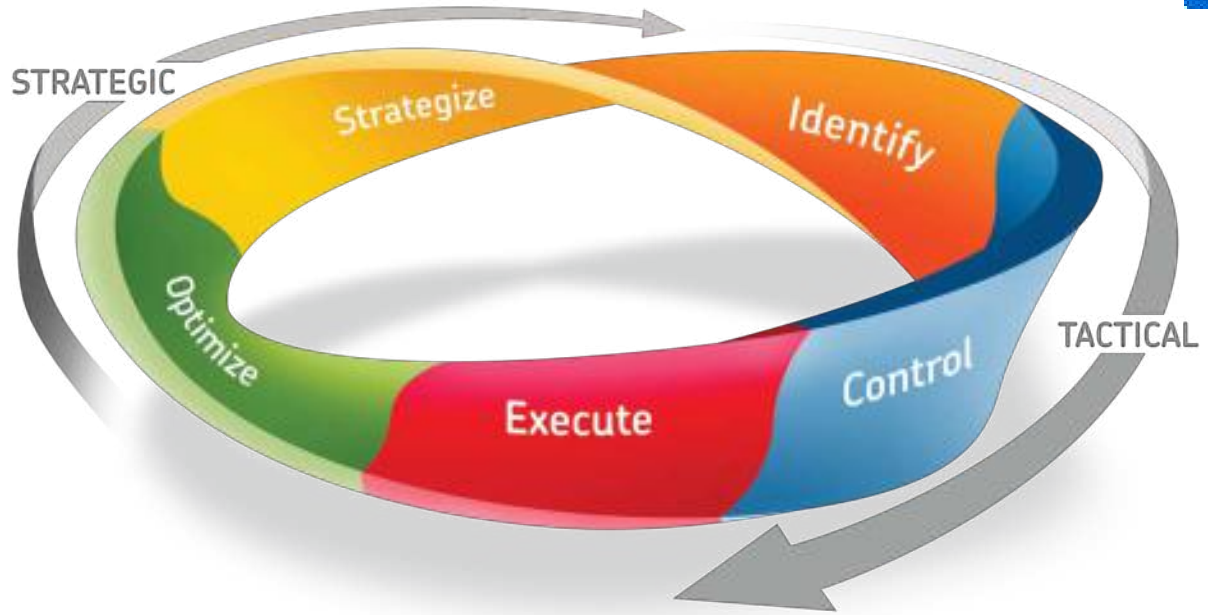 STRATEGIC
Strategize
Identify
Optimize
Execute
Control
TACTICAL